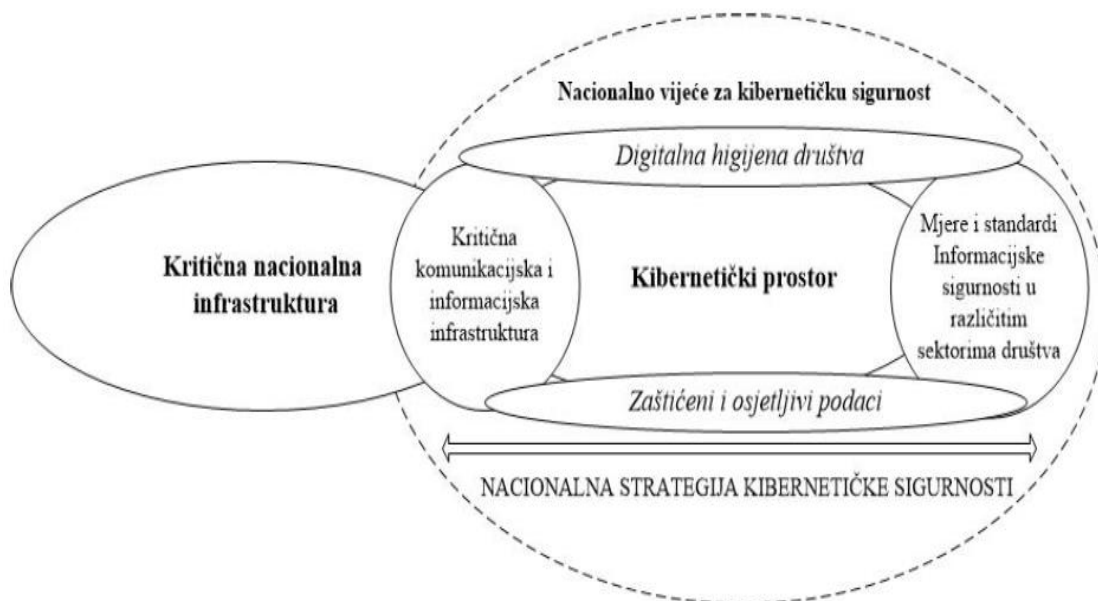 Nacionalno vijeće za kibernetičku sigurnost
Digitalna higijena društva
Kritična nacionalna
infrastruktura
Kritična
komunikacijska i
informacijska
infrastruktura
Kibernetički prostor
Mjere i standardi
Informacijske
sigurnosti u
različitim
sektorima društva
Zaštićeni i osjetljivi podaci
NACIONALNA STRATEGIJA KIBERNETIČKE SIGURNOSTI